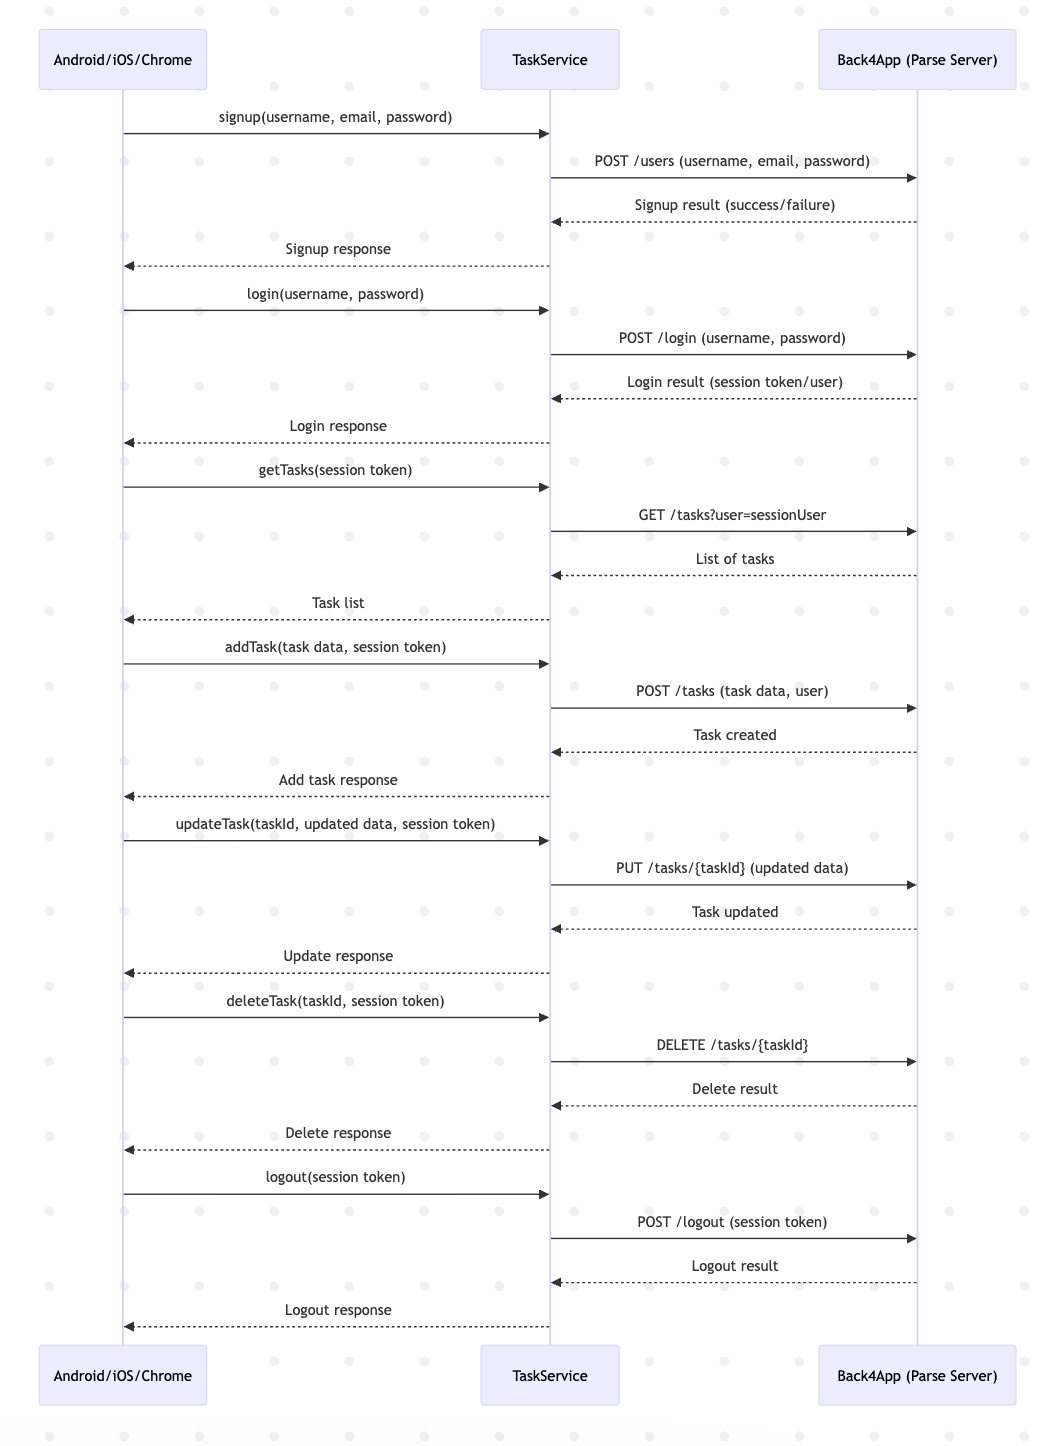 Android/iOS/Chrome
TaskService
Back4App (Parse Server)
signup(username, email, password)
POST /users (username, email, password)
Signup result (success/failure)
Signup response
login(username, password)
POST /login (username, password)
Login result (session token/user)
Login response
getTasks(session token)
GET /tasks?user=sessionUser
List of tasks
Task list
addTask(task data, session token)
POST /tasks (task data, user)
Task created
Add task response
updateTask(taskId, updated data, session token)
PUT /tasks/{taskId} (updated data)
Task updated
Update response
deleteTask(taskId, session token)
DELETE /tasks/{taskId}
Delete result
Delete response
logout(session token)
POST /logout (session token)
Logout result
Logout response
Android/iOS/Chrome
TaskService
Back4App (Parse Server)